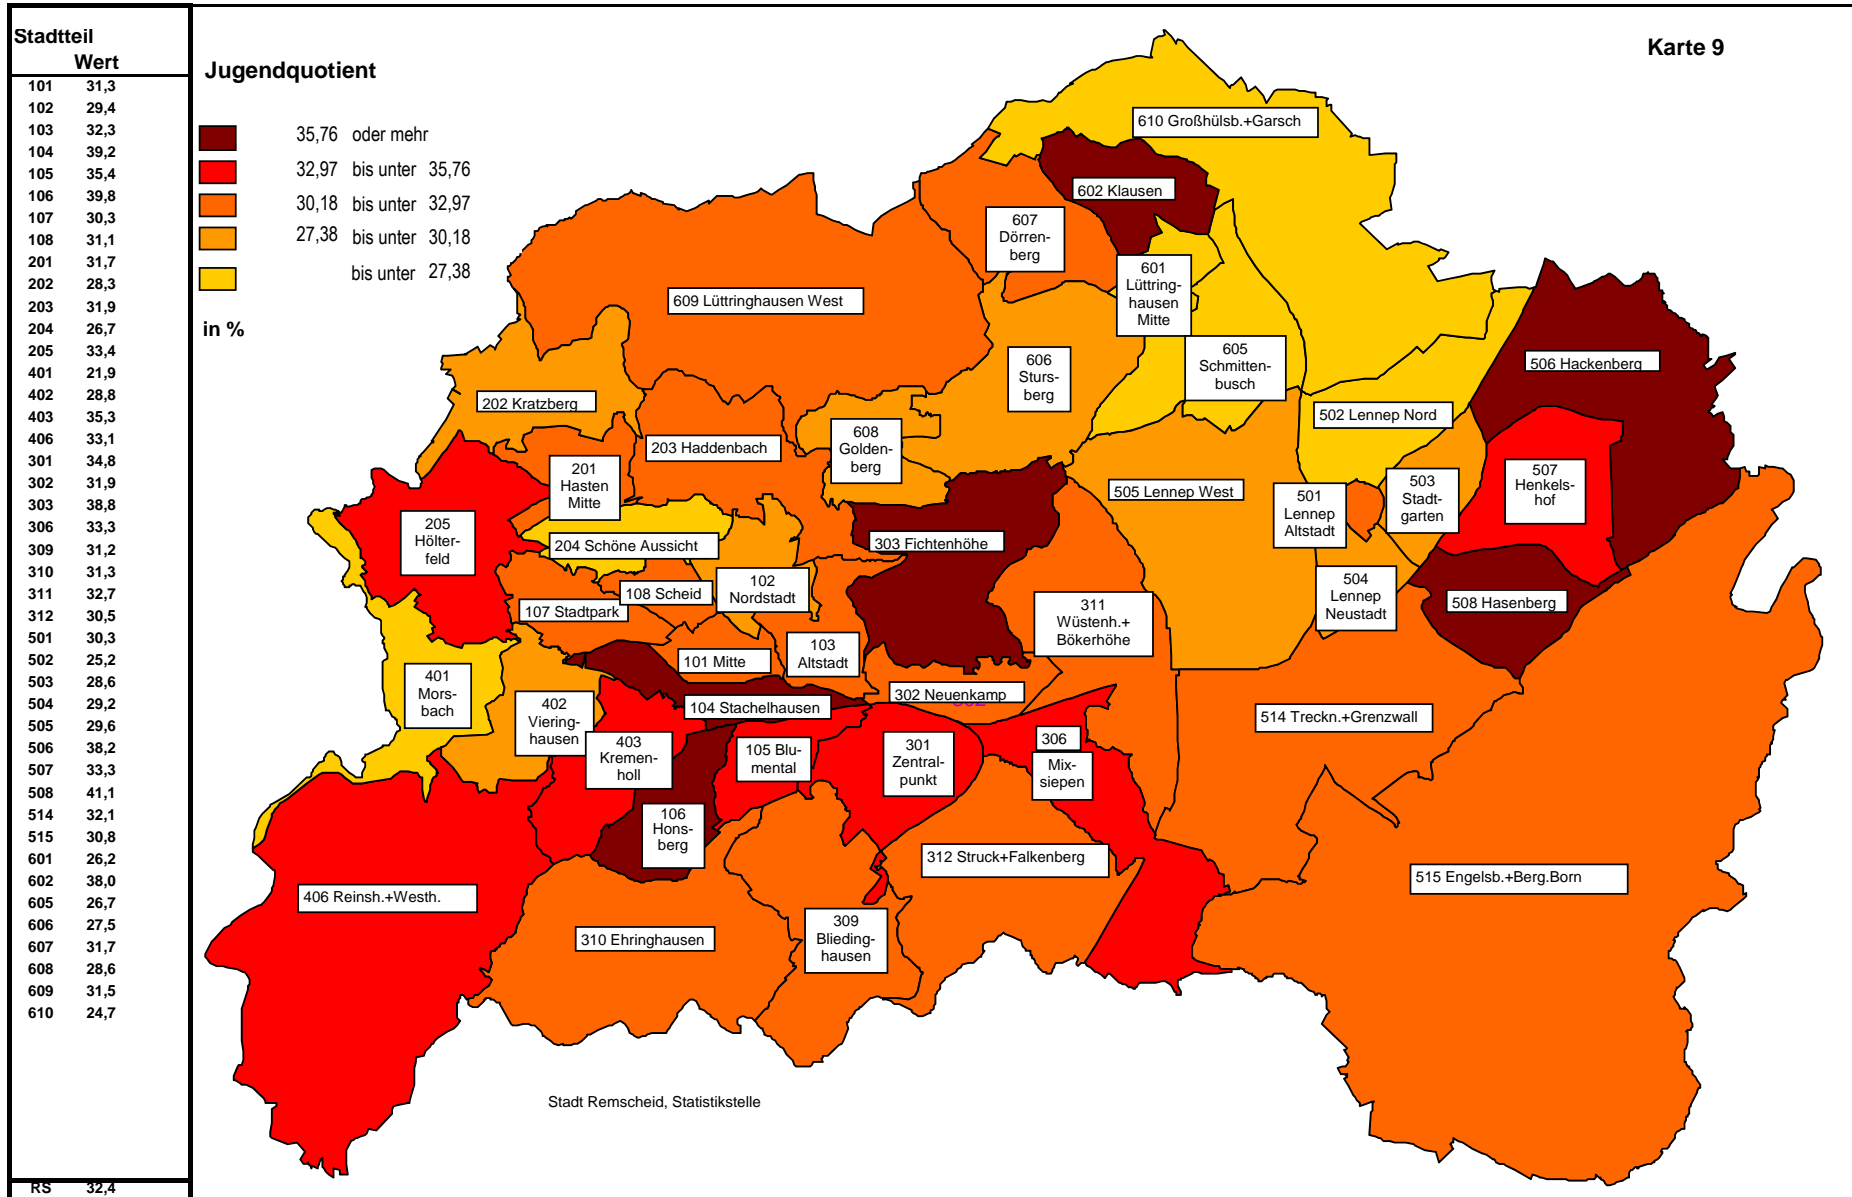 Stadtteil
Wert
101 31,3
102 29,4
103 32,3
104 39,2
105 35,4
106 39,8
107 30,3
108 31,1
201 31,7
202 28,3
203 31,9
204 26,7
205 33,4
401 21,9
402 28,8
403 35,3
406 33,1
301 34,8
302 31,9
303 38,8
306 33,3
309 31,2
310 31,3
311 32,7
312 30,5
501 30,3
502 25,2
503 28,6
504 29,2
505 29,6
506 38,2
507 33,3
508 41,1
514 32,1
515 30,8
601 26,2
602 38,0
605 26,7
606 27,5
607 31,7
608 28,6
609 31,5
610 24,7
RS 32,4
Karte 9
Jugendquotient
35,76 oder mehr
32,97 bis unter 35,76
30,18 bis unter 32,97
27,38 bis unter 30,18
bis unter 27,38
in %
610 Großhülsb.+Garsch
602 Klausen
607
Dörren-
berg
601
Lüttring-
hausen
Mitte
609 Lüttringhausen West
605
Schmitten-
busch
606
Sturs-
berg
506 Hackenberg
202 Kratzberg
502 Lennep Nord
203 Haddenbach
608
Golden-
berg
201
Hasten
Mitte
507
Henkels-
hof
503
Stadt-
garten
505 Lennep West
501
Lennep
Altstadt
205
Hölter-
feld
204 Schöne Aussicht
303 Fichtenhöhe
102
Nordstadt
108 Scheid
107 Stadtpark
504
Lennep
Neustadt
508 Hasenberg
311
Wüstenh.+
Bökerhöhe
103
Altstadt
101 Mitte
401
Mors-
bach
302 Neuenkamp
402
Viering-
hausen
104 Stachelhausen
514 Treckn.+Grenzwall
403
Kremen-
holl
105 Blu-
mental
301
Zentral-
punkt
306
Mix-
siepen
106
Hons-
berg
312 Struck+Falkenberg
515 Engelsb.+Berg.Born
406 Reinsh.+Westh.
310 Ehringhausen
309
Blieding-
hausen
Stadt Remscheid, Statistikstelle